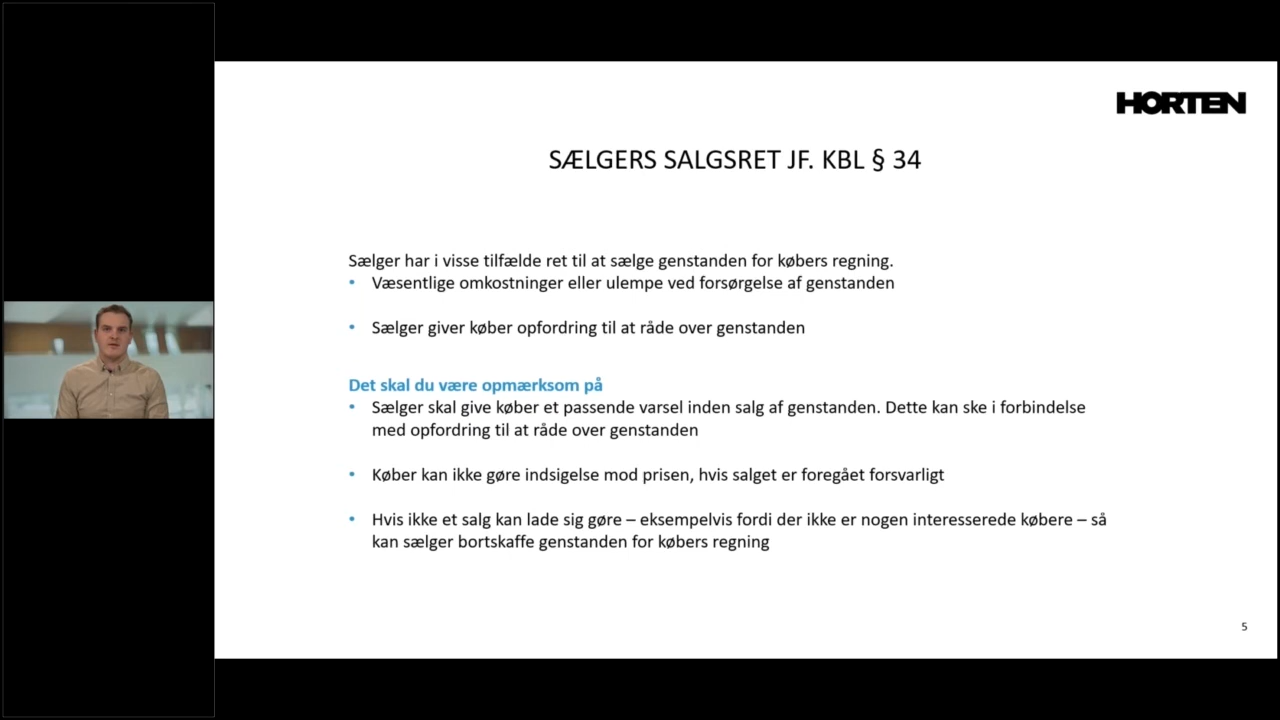 HORTEN
SÆLGERS SALGSRET JF. KBL § 34
Sælger har i visse tilfælde ret til at sælge genstanden for købers regning.
• Væsentlige omkostninger eller ulempe ved forsørgelse af genstanden
• Sælger giver køber opfordring til at råde over genstanden
Det skal du være opmærksom på
• Sælger skal give køber et passende varsel inden salg af genstanden. Dette kan ske i forbindelse
med opfordring til at råde over genstanden
• Køber kan ikke gøre indsigelse mod prisen, hvis salget er foregået forsvarligt
• Hvis ikke et salg kan lade sig gøre – eksempelvis fordi der ikke er nogen interesserede købere – så
kan sælger bortskaffe genstanden for købers regning
5